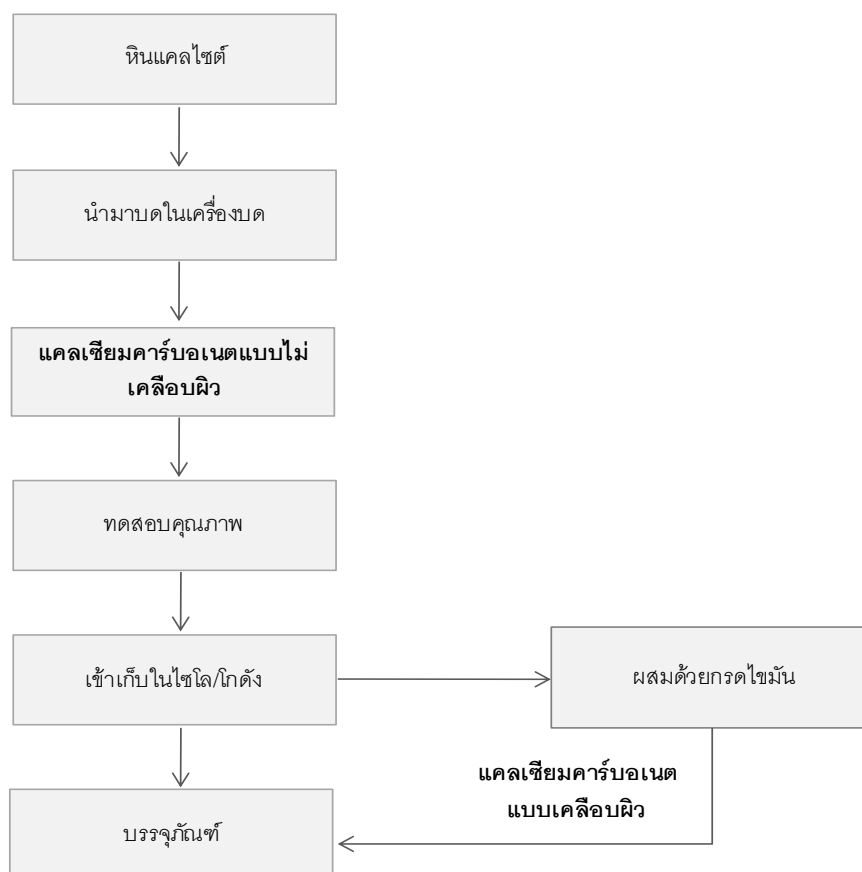 หินแคลไซต์
นำมาบดในเครื่องบด
แคลเซียมคาร์บอเนตแบบไม่
เคลือบผิว
ทดสอบคุณภาพ
เข้าเก็บในไซโล/โกดัง
ผสมด้วยกรดไขมัน
แคลเซียมคาร์บอเนต
แบบเคลือบผิว
บรรจุภัณฑ์